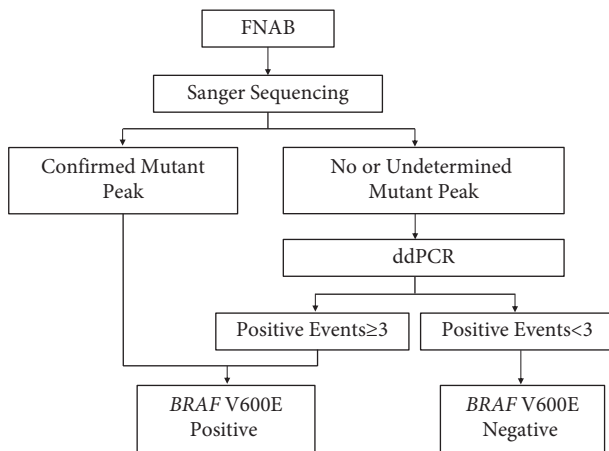 FNAB
Sanger Sequencing
Confirmed Mutant
Peak
No or Undetermined
Mutant Peak
ddPCR
Positive Events≥3
Positive Events<3
BRAF V600E
Positive
BRAF V600E
Negative